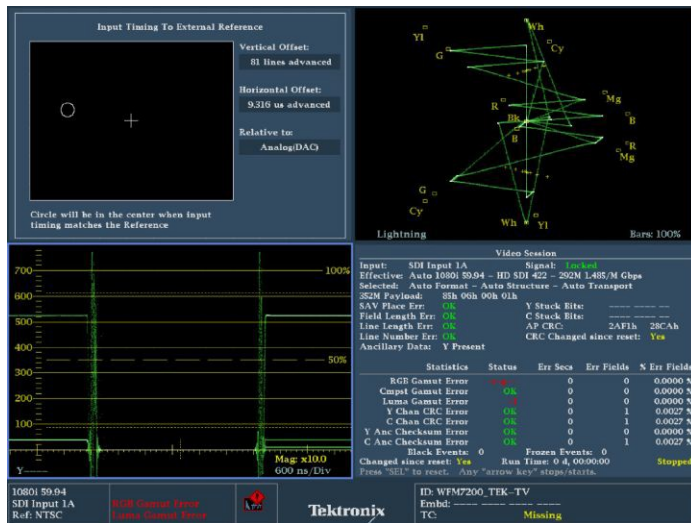 Input Timing To External Reference
Vertical Offset:
81 lines advanced
Horizontal Offset:
9.316 us advanced
Relative to:
Analog(DAC)
Circle will be in the center when input
timing matches the Reference
Wh
Yl
Cy
G
Mg
R
B
Bk
B
R
Mg
G
Cy
Wh
Yl
Lightning
Bars: 100%
700
600
500
400
300
200
100
100%
50%
Y-----
Mag: x10.0
600 ns/Div
Video Session
Input: SDI Input 1A Signal: Locked
Effective: Auto 1080i 59.94 - HD SDI 422 - 292M 1.485/M Gbps
Selected: Auto Format - Auto Structure - Auto Transport
352M Payload: 85h 06h 00h 01h
SAV Place Err: OK Y Stuck Bits: ---- ---- --
Field Length Err: OK C Stuck Bits: ---- ---- --
Line Length Err: OK AP CRC: 2AF1h 28CAh
Line Number Err: OK CRC Changed since reset: Yes
Ancillary Data: Y Present
Statistics Status Err Secs Err Fields % Err Fields
RGB Gamut Error 0 0 0.0000 %
Cmpst Gamut Error OK 0 0 0.0000 %
Luma Gamut Error 0 0 0.0000 %
Y Chan CRC Error OK 0 1 0.0027 %
C Chan CRC Error OK 0 1 0.0027 %
Y Anc Checksum Error OK 0 0 0.0000 %
C Anc Checksum Error OK 0 1 0.0027 %
Black Events: 0 Frozen Events: 0
Changed since reset: Yes Run Time: 0 d, 00:00:00 Stopped
Press "SEL" to reset. Any "arrow key" stops/starts.
1080i 59.94
SDI Input 1A
Ref: NTSC
RGB Gamut Error
Luma Gamut Error
Tektronix
ID: WFM7200_TEK-TV
Embd: ---- ---- ---- ----
TC: Missing